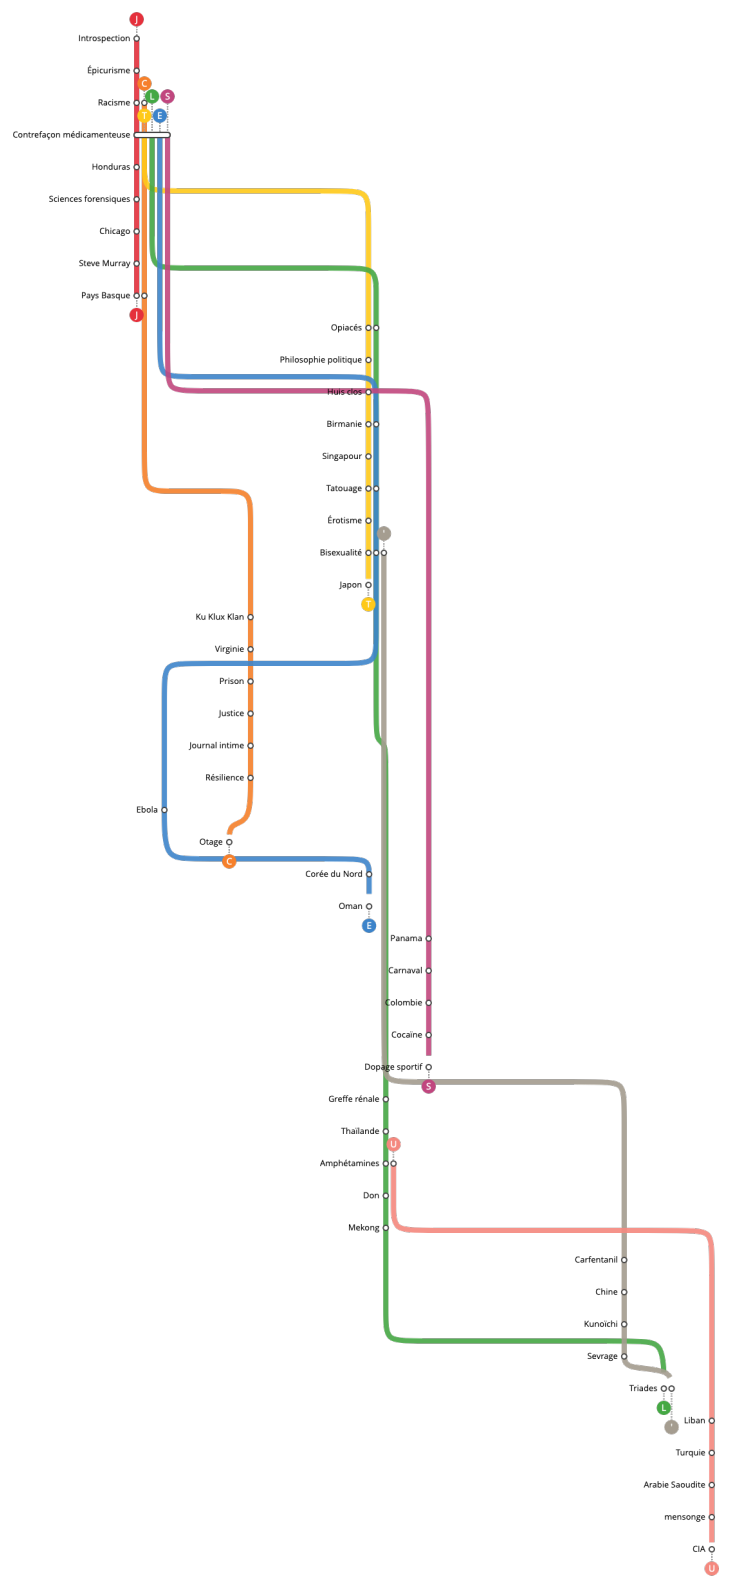 J
Introspection
Épicurisme
C
L S
Racisme
T E
Contrefaçon médicamenteuse
Honduras
Sciences forensiques
Chicago
Steve Murray
Pays Basque
J
Opiacés
Philosophie politique
Huis clos
Birmanie
Singapour
Tatouage
Érotisme
'
Bisexualité
Japon
T
Ku Klux Klan
Virginie
Prison
Justice
Journal intime
Résilience
Ebola
Otage
C
Corée du Nord
Oman
E
Panama
Carnaval
Colombie
Cocaïne
Dopage sportif
S
Greffe rénale
Thaïlande
U
Amphétamines
Don
Mekong
Carfentanil
Chine
Kunoïchi
Sevrage
Triades
L
Liban
'
Turquie
Arabie Saoudite
mensonge
CIA
U